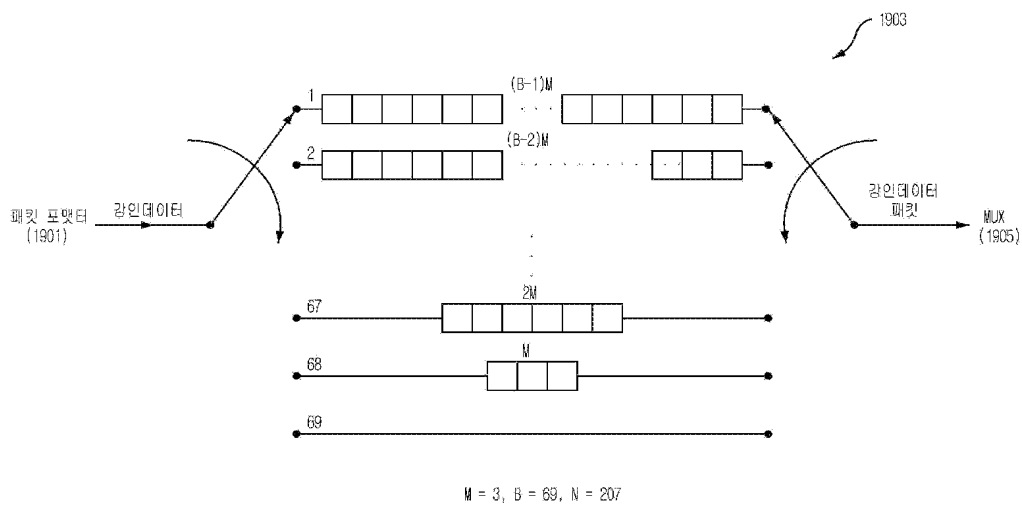 1903
1
(B-1)M
2
(B-2)M
패킷 포맷터
(1901)
강인데이터
강인데이터
패킷
MUX
(1905)
67
2M
68
M
69
M = 3, B = 69, N = 207